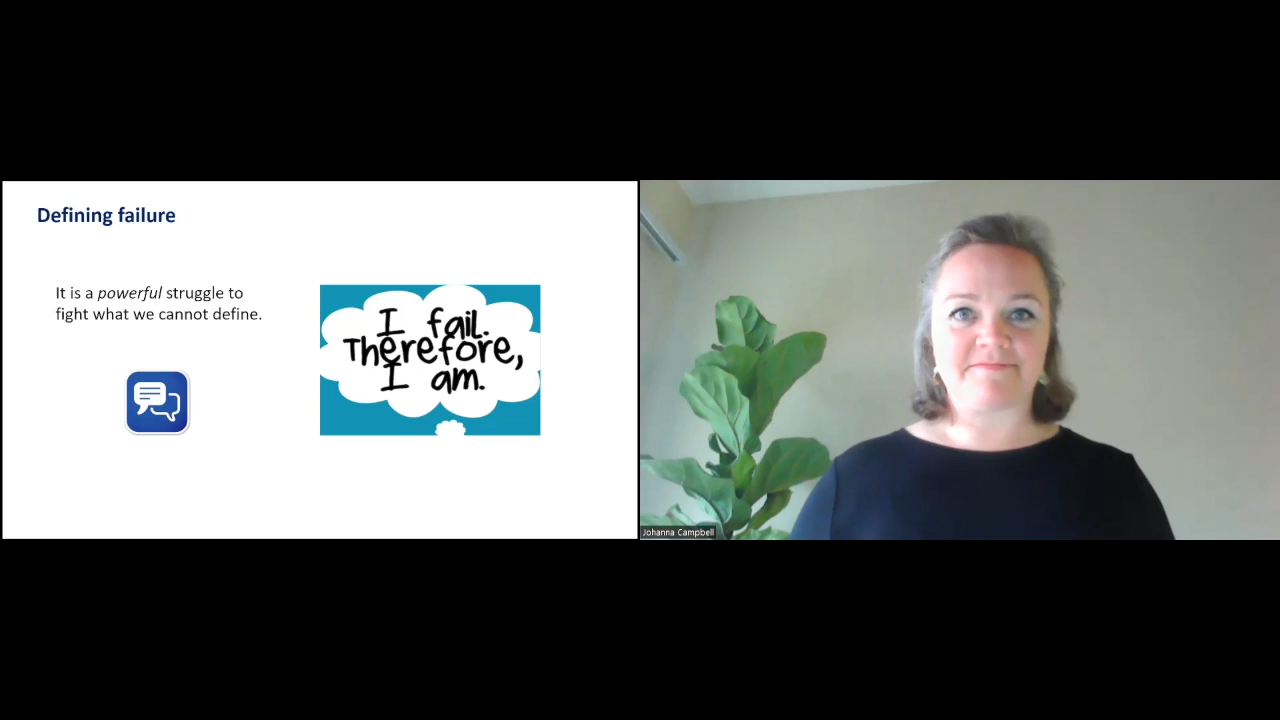 Defining failure
It is a powerful struggle to
fight what we cannot define.
I fail.
Therefore,
I am.
Johanna Campbell